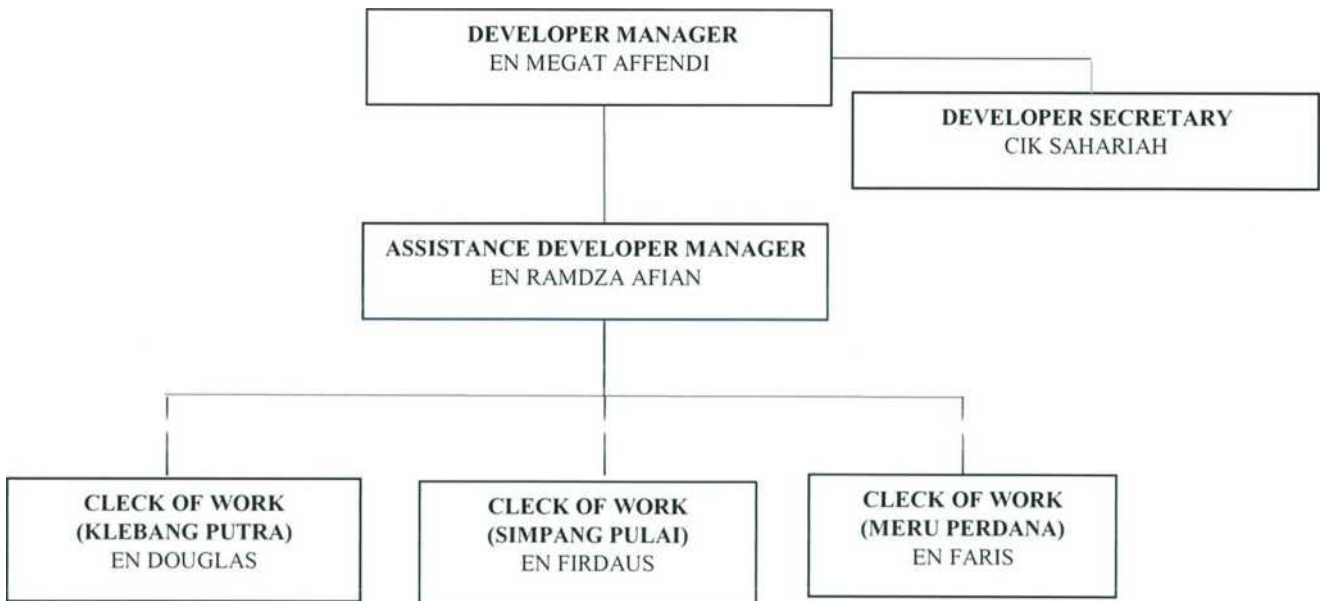 DEVELOPER MANAGER
EN MEGAT AFFENDI
DEVELOPER SECRETARY
CIK SAHARIAH
ASSISTANCE DEVELOPER MANAGER
EN RAMDZA AFIAN
CLECK OF WORK
(KLEBANG PUTRA)
EN DOUGLAS
CLECK OF WORK
(SIMPANG PULAI)
EN FIRDAUS
CLECK OF WORK
(MERU PERDANA)
EN FARIS